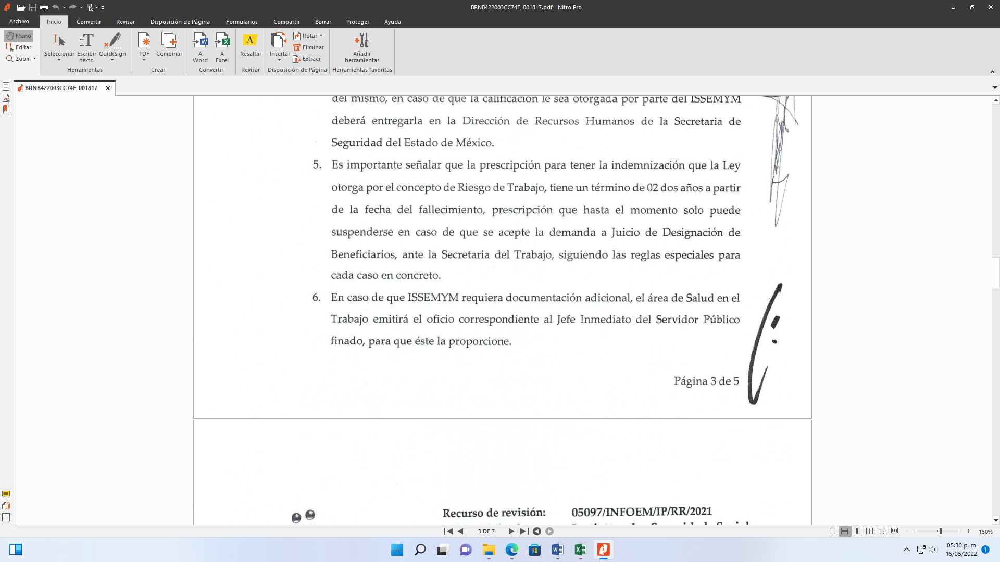 BRNB422003CC74F_001817.pdf - Nitro Pro
Archivo Inicio Convertir Revisar Disposición de Página Formularios Compartir Borrar Proteger Ayuda
Mano
Editar
Zoom
Seleccionar
Escribir texto
QuickSign
Herramientas
PDF
Combinar
Crear
A Word
A Excel
Convertir
Resaltar
Revisar
Insertar
Rotar
Eliminar
Extraer
Disposición de Página
Añadir herramientas
Herramientas favoritas
BRNB422003CC74F_001817
del mismo, en caso de que la calificación le sea otorgada por parte del ISSEMYM
deberá entregarla en la Dirección de Recursos Humanos de la Secretaria de
Seguridad del Estado de México.
5. Es importante señalar que la prescripción para tener la indemnización que la Ley
otorga por el concepto de Riesgo de Trabajo, tiene un término de 02 dos años a partir
de la fecha del fallecimiento, prescripción que hasta el momento solo puede
suspenderse en caso de que se acepte la demanda a Juicio de Designación de
Beneficiarios, ante la Secretaria del Trabajo, siguiendo las reglas especiales para
cada caso en concreto.
6. En caso de que ISSEMYM requiera documentación adicional, el área de Salud en el
Trabajo emitirá el oficio correspondiente al Jefe Inmediato del Servidor Público
finado, para que éste la proporcione.
Página 3 de 5
Recurso de revisión: 05097/INFOEM/IP/RR/2021
3 DE 7
150%
05:30 p. m.
16/05/2022
1